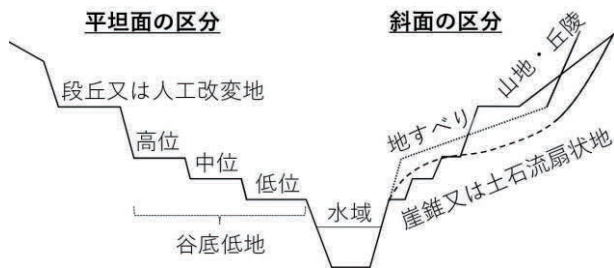 平坦面の区分
斜面の区分
段丘又は人工改変地
高位
中位
低位
谷底低地
水域
山地・丘陵
地すべり
崖錐又は土石流扇状地